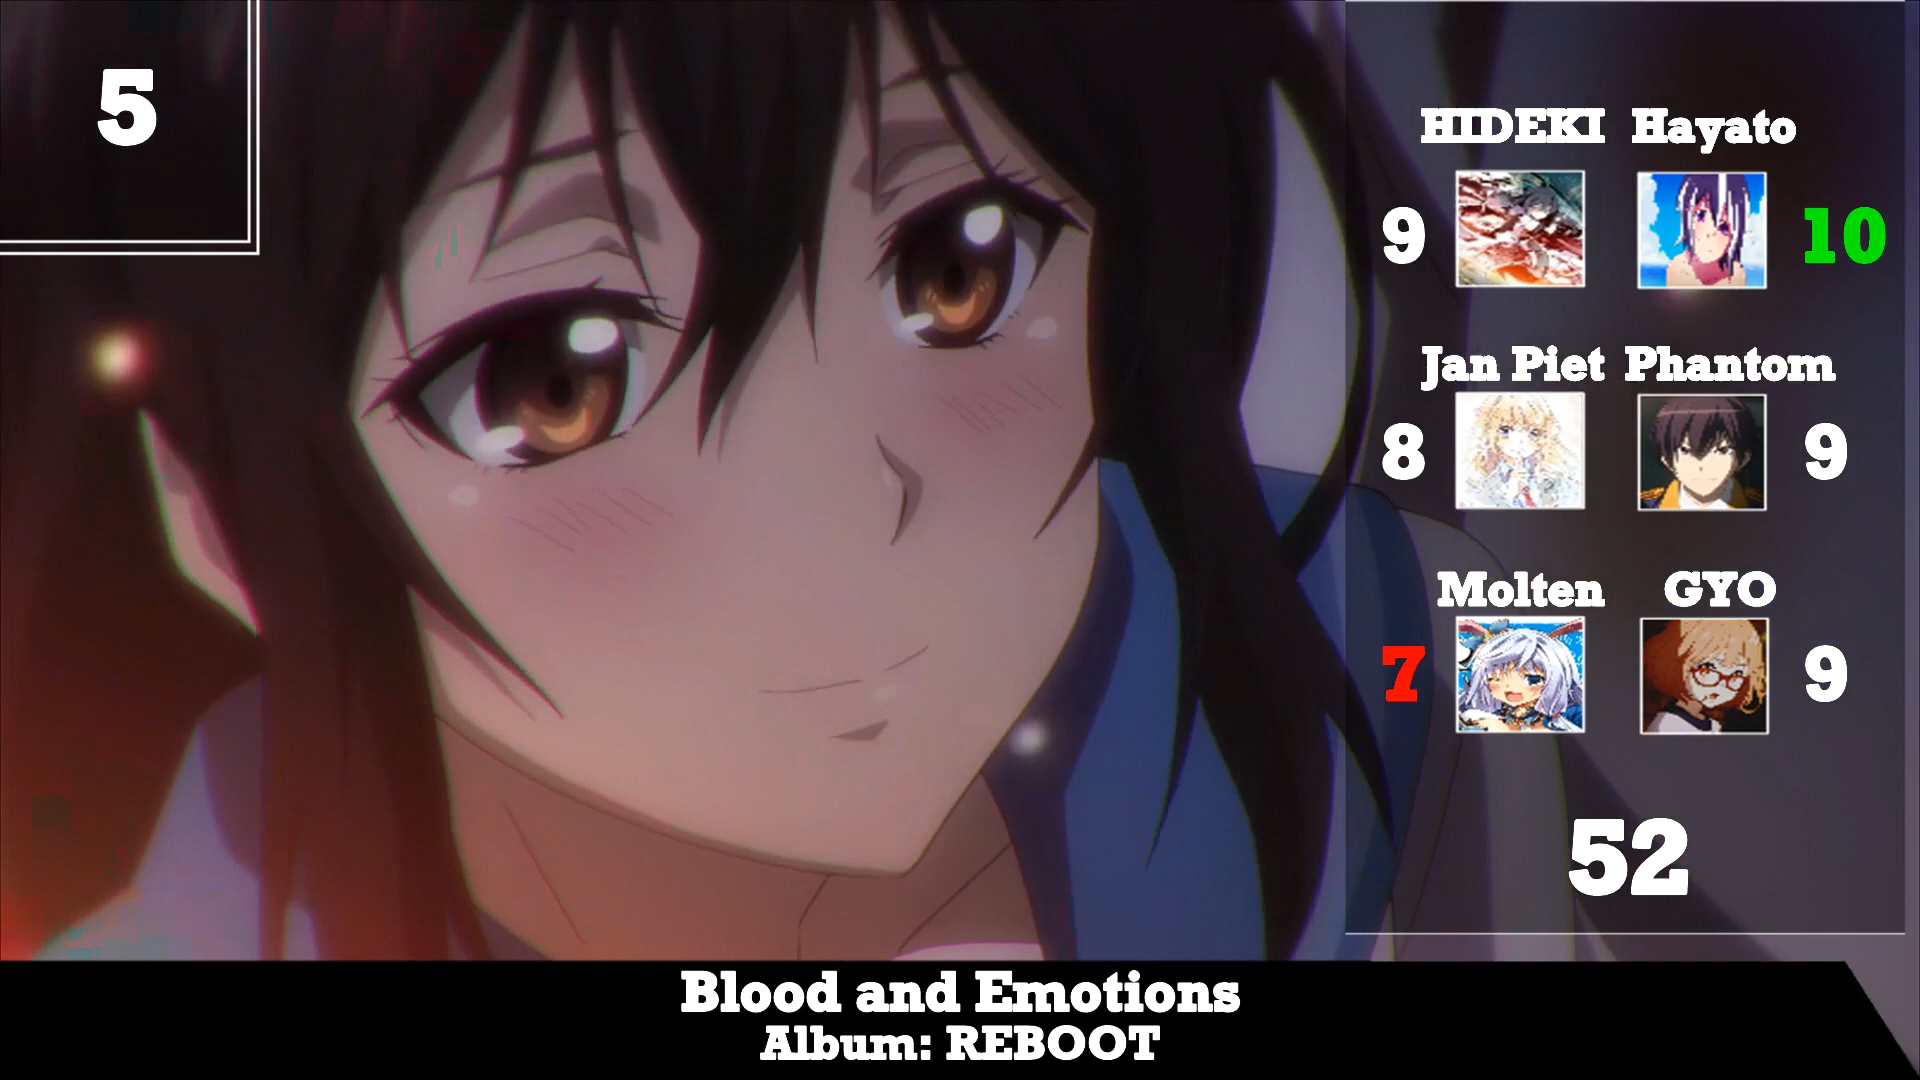 5
HIDEKI Hayato
9 10
Jan Piet Phantom
8 9
Molten GYO
7 9
52
Blood and Emotions
Album: REBOOT